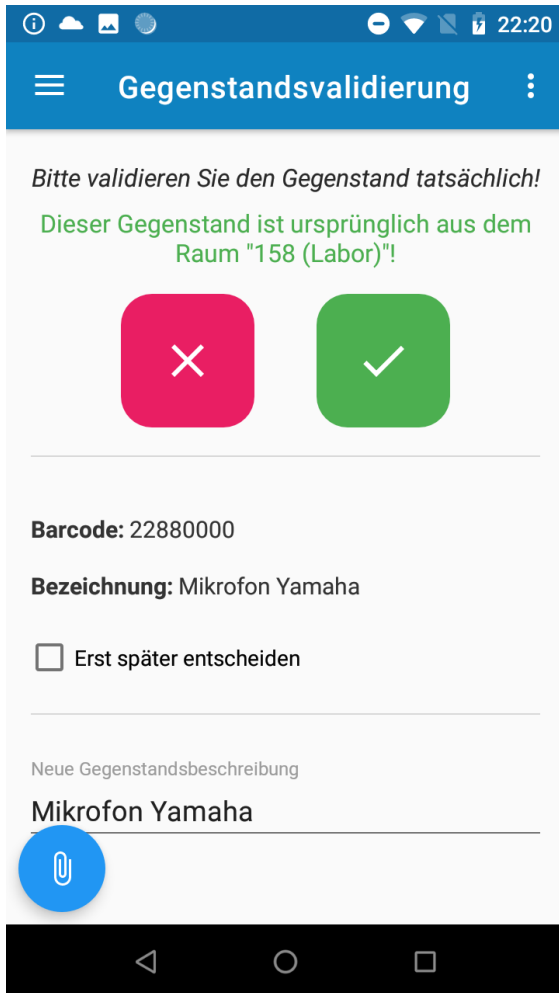 22:20
Gegenstandsvalidierung
Bitte validieren Sie den Gegenstand tatsächlich!
Dieser Gegenstand ist ursprünglich aus dem
Raum "158 (Labor)"!
Barcode: 22880000
Bezeichnung: Mikrofon Yamaha
Erst später entscheiden
Neue Gegenstandsbeschreibung
Mikrofon Yamaha